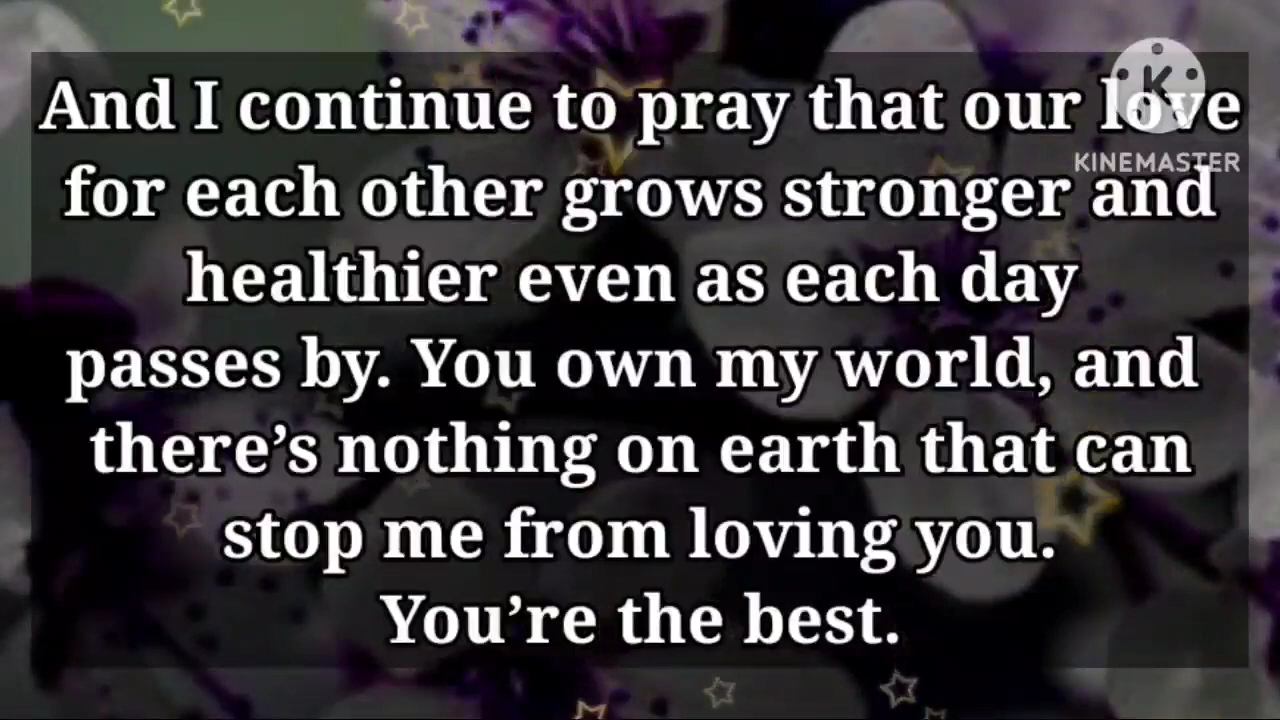 And I continue to pray that our love
KINEMASTER
for each other grows stronger and
healthier even as each day
passes by. You own my world, and
there’s nothing on earth that can
stop me from loving you.
You’re the best.